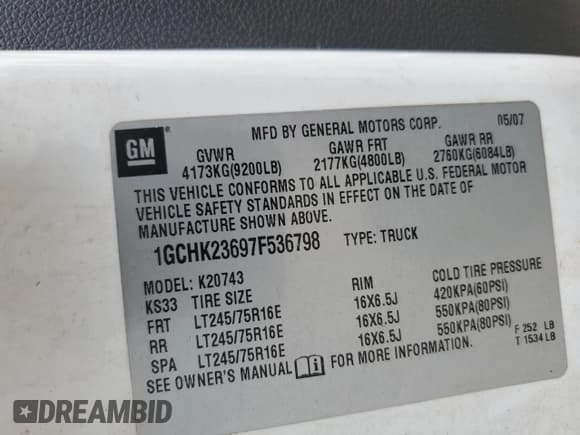 GM
®
MFD BY GENERAL MOTORS CORP. 05/07
GVWR GAWR FRT GAWR RR
4173KG(9200LB) 2177KG(4800LB) 2760KG(6084LB)
THIS VEHICLE CONFORMS TO ALL APPLICABLE U.S. FEDERAL MOTOR
VEHICLE SAFETY STANDARDS IN EFFECT ON THE DATE OF
MANUFACTURE SHOWN ABOVE.
1GCHK23697F536798 TYPE: TRUCK
MODEL: K20743
KS33 TIRE SIZE RIM COLD TIRE PRESSURE
FRT LT245/75R16E 16X6.5J 420KPA(60PSI)
RR LT245/75R16E 16X6.5J 550KPA(80PSI)
SPA LT245/75R16E 16X6.5J 550KPA(80PSI)
SEE OWNER'S MANUAL FOR MORE INFORMATION.
F 252 LB
T 1534 LB
DREAMBID